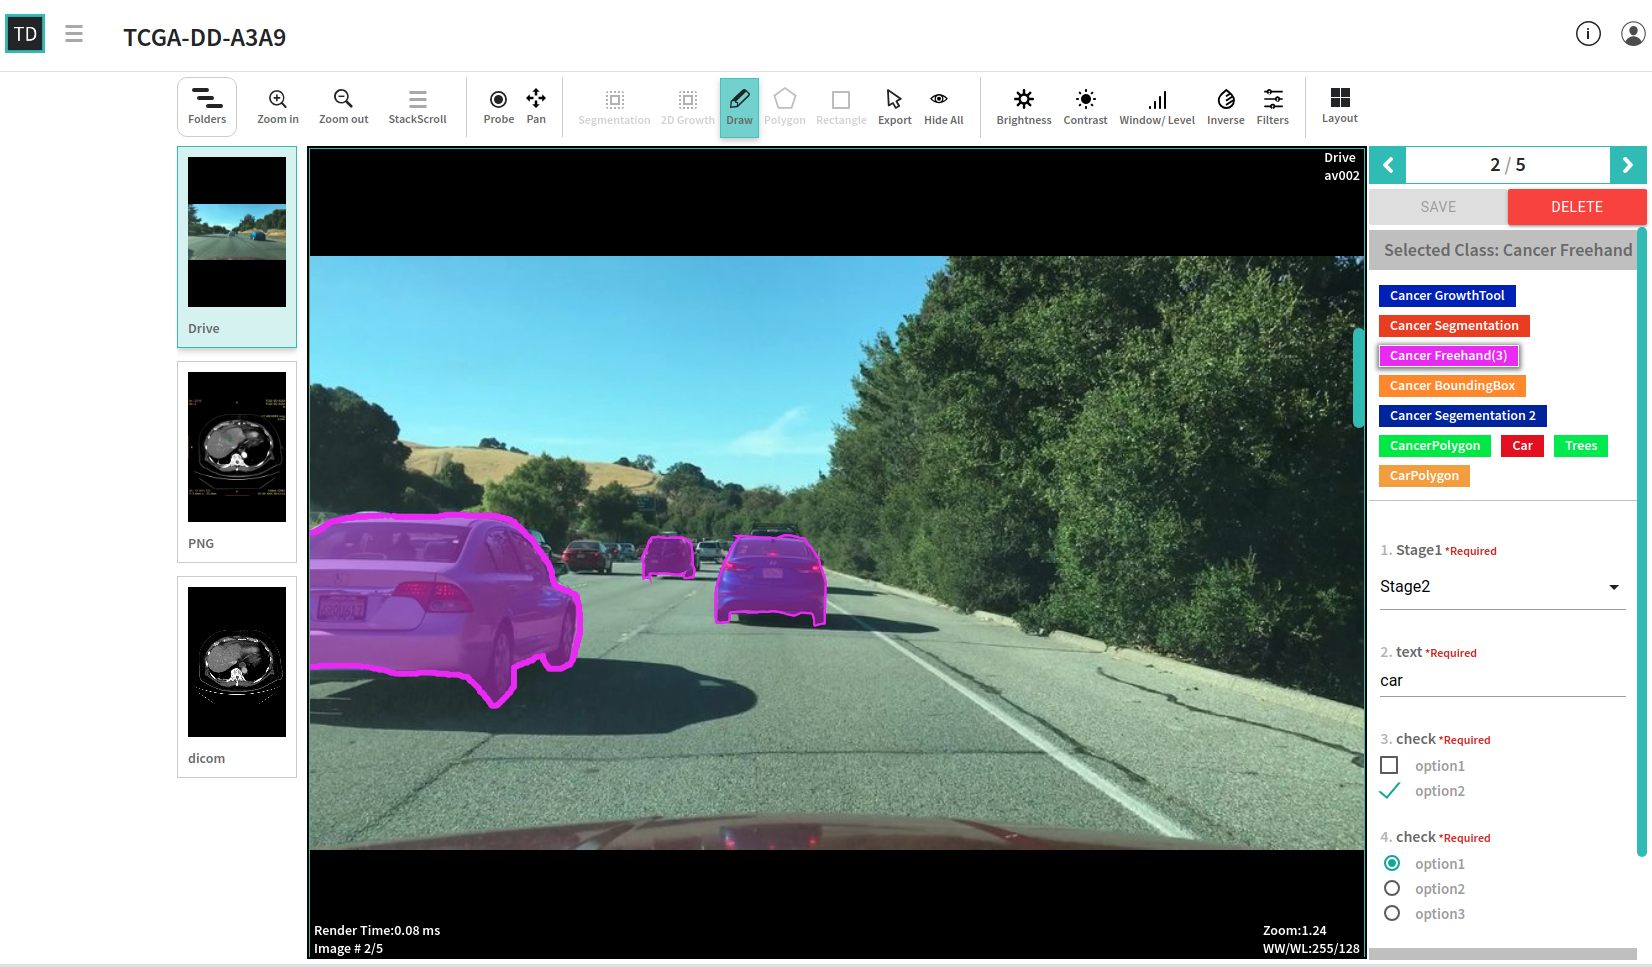 TD
TCGA-DD-A3A9
i
Folders
Zoom in
Zoom out
StackScroll
Probe
Pan
Segmentation
2D Growth
Draw
Polygon
Rectangle
Export
Hide All
Brightness
Contrast
Window/ Level
Inverse
Filters
Layout
Drive
PNG
dicom
Drive
av002
Render Time:0.08 ms
Image # 2/5
Zoom:1.24
WW/WL:255/128
2 / 5
SAVE
DELETE
Selected Class: Cancer Freehand
Cancer GrowthTool
Cancer Segmentation
Cancer Freehand(3)
Cancer BoundingBox
Cancer Segementation 2
CancerPolygon
Car
Trees
CarPolygon
1. Stage1 *Required
Stage2
2. text *Required
car
3. check *Required
option1
option2
4. check *Required
option1
option2
option3